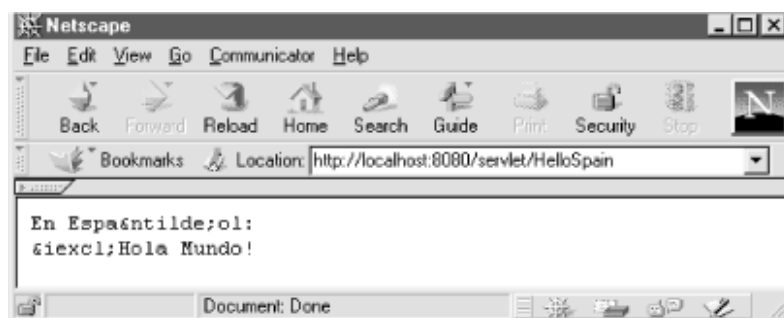 Netscape
File Edit View Go Communicator Help
Back Forward Reload Home Search Guide Print Security Stop N
Bookmarks Location: http://localhost:8080/servlet/HelloSpain
En Espa&ntilde;ol:
&iexcl;Hola Mundo!
Document: Done